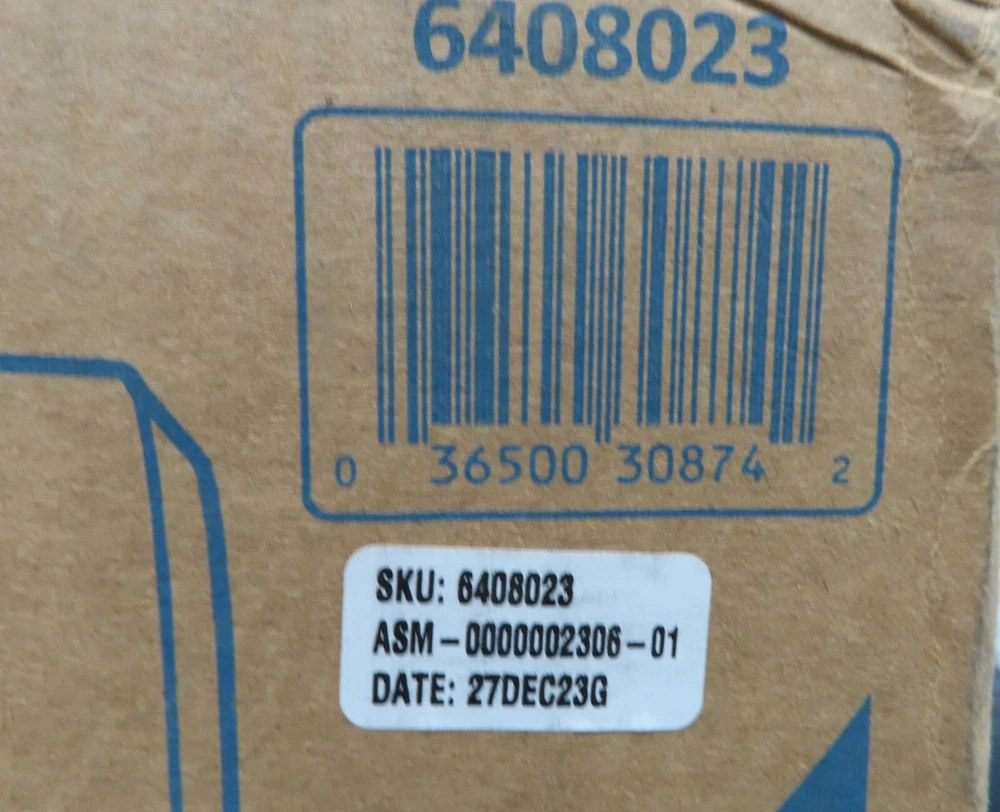 6408023
0 36500 30874 2
SKU: 6408023
ASM-0000002306-01
DATE: 27DEC23G